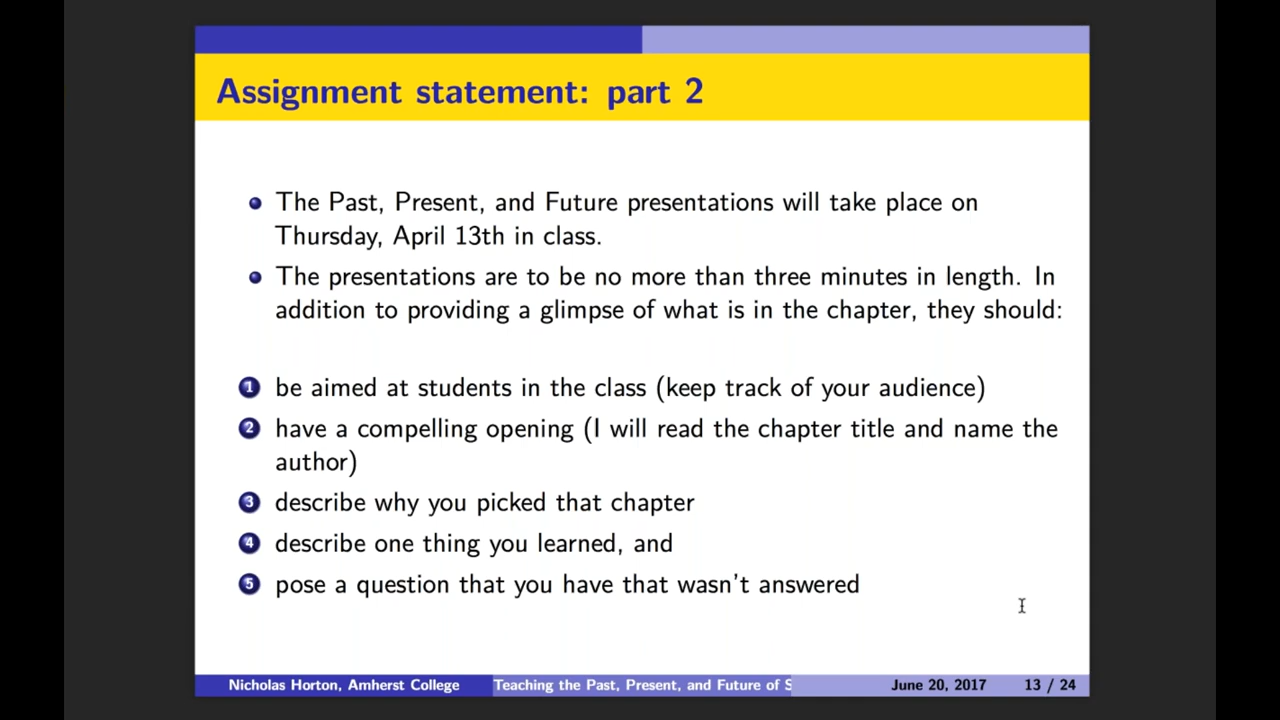 Assignment statement: part 2
The Past, Present, and Future presentations will take place on
Thursday, April 13th in class.
The presentations are to be no more than three minutes in length. In
addition to providing a glimpse of what is in the chapter, they should:
1 be aimed at students in the class (keep track of your audience)
2 have a compelling opening (I will read the chapter title and name the
author)
3 describe why you picked that chapter
4 describe one thing you learned, and
5 pose a question that you have that wasn't answered
Nicholas Horton, Amherst College Teaching the Past, Present, and Future of S June 20, 2017 13 / 24